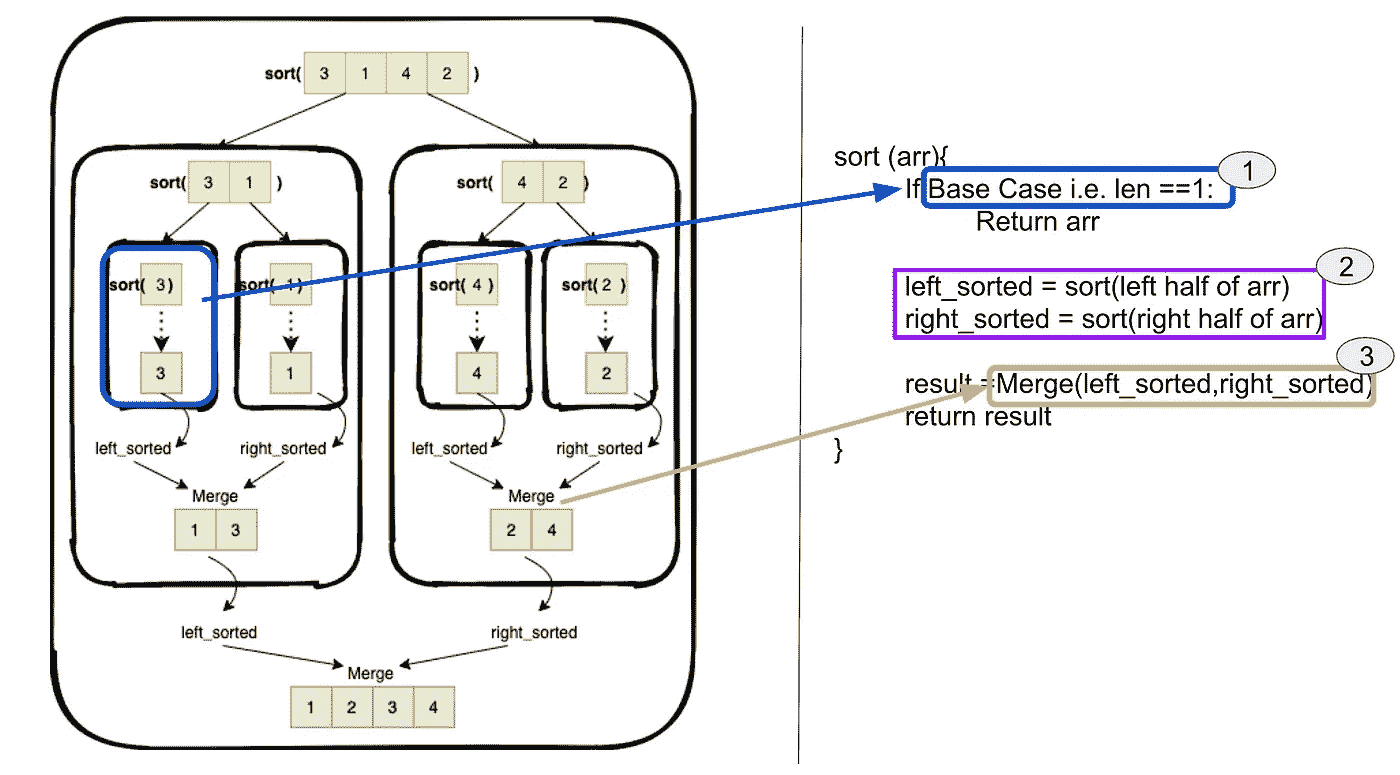 sort( 3 1 4 2 )
sort( 3 1 )
sort( 4 2 )
sort( 3 )
sort( 1 )
sort( 4 )
sort( 2 )
3
1
4
2
left_sorted
right_sorted
left_sorted
right_sorted
Merge
Merge
1 3
2 4
left_sorted
right_sorted
Merge
1 2 3 4
sort (arr){
If Base Case i.e. len ==1:
1
Return arr
2
left_sorted = sort(left half of arr)
right_sorted = sort(right half of arr)
3
result =Merge(left_sorted,right_sorted)
return result
}